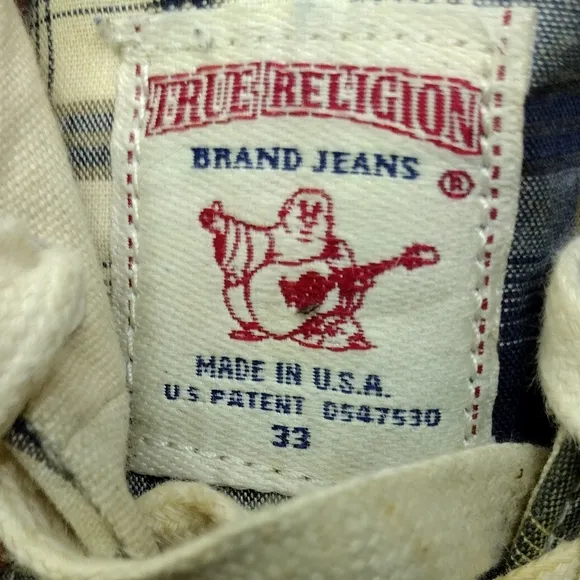 TRUE RELIGION
BRAND JEANS
®
MADE IN U.S.A.
U.S PATENT D547530
33